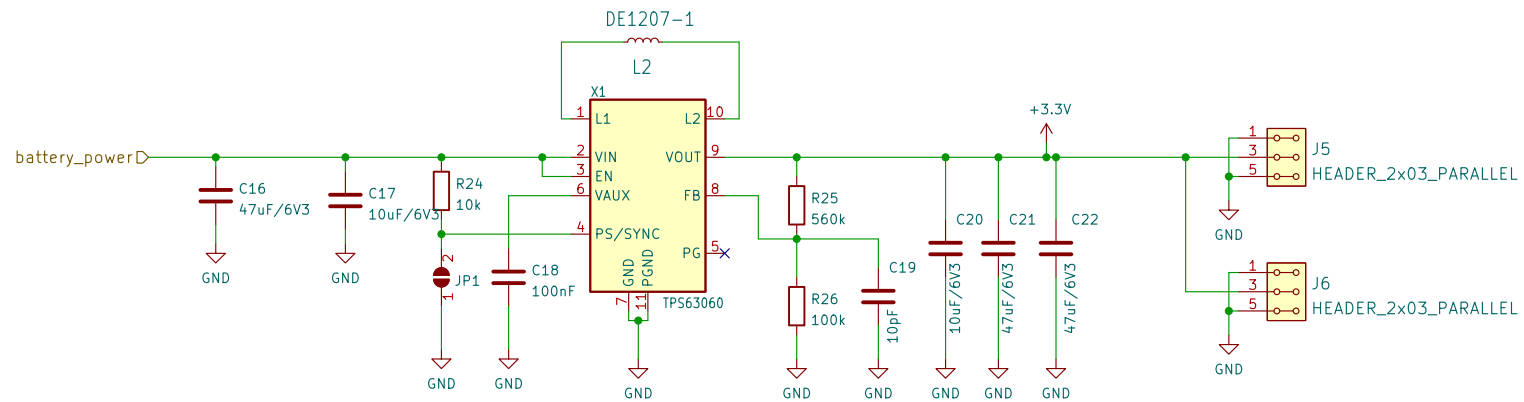 DE1207-1
L2
X1
1
L1
L2
10
battery_power
2
VIN
VOUT
9
3
EN
6
VAUX
FB
8
4
PS/SYNC
PG
5
GND
PGND
7
11
TPS63060
C16
47uF/6V3
GND
C17
10uF/6V3
GND
R24
10k
2
JP1
1
GND
C18
100nF
GND
GND
R25
560k
R26
100k
GND
C19
10pF
GND
C20
10uF/6V3
GND
C21
47uF/6V3
GND
C22
47uF/6V3
GND
+3.3V
1
3
5
J5
HEADER_2x03_PARALLEL
GND
1
3
5
J6
HEADER_2x03_PARALLEL
GND